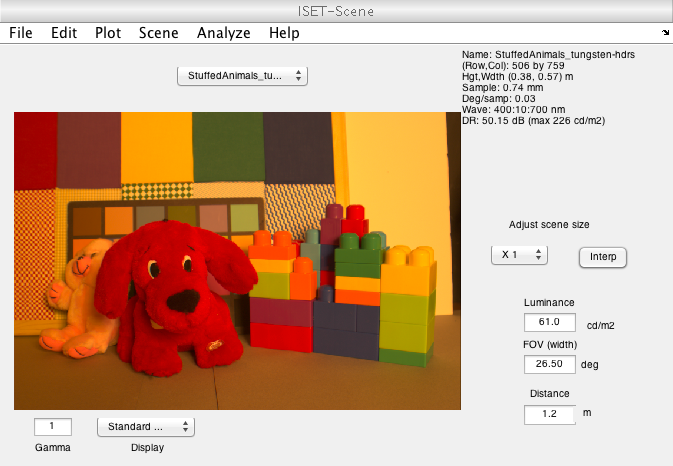 ISET-Scene
File Edit Plot Scene Analyze Help
Name: StuffedAnimals_tungsten-hdrs
(Row,Col): 506 by 759
Hgt,Wdth (0.38, 0.57) m
Sample: 0.74 mm
Deg/samp: 0.03
Wave: 400:10:700 nm
DR: 50.15 dB (max 226 cd/m2)
StuffedAnimals_tu...
Adjust scene size
X 1 Interp
Luminance
61.0 cd/m2
FOV (width)
26.50 deg
Distance
1.2 m
1 Standard ...
Gamma Display